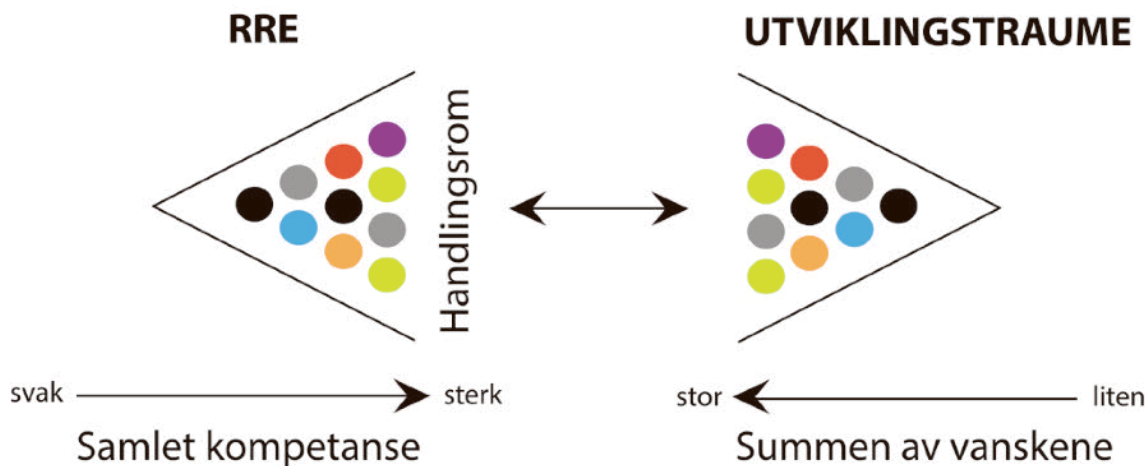 RRE
UTVIKLINGSTRAUME
Handlingsrom
svak
sterk
stor
liten
Samlet kompetanse
Summen av vanskene